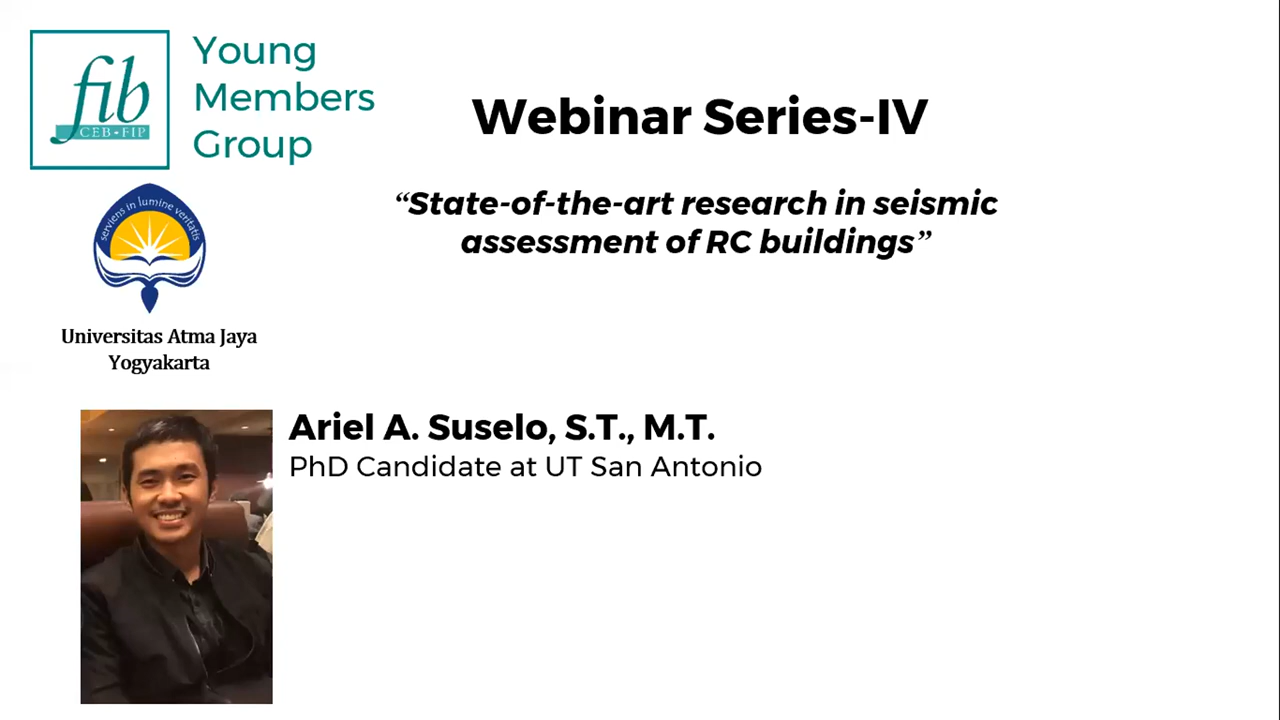 fib
CEB-FIP
Young
Members
Group
Webinar Series-IV
“State-of-the-art research in seismic
assessment of RC buildings”
serviens in lumine veritatis
Universitas Atma Jaya
Yogyakarta
Ariel A. Suselo, S.T., M.T.
PhD Candidate at UT San Antonio